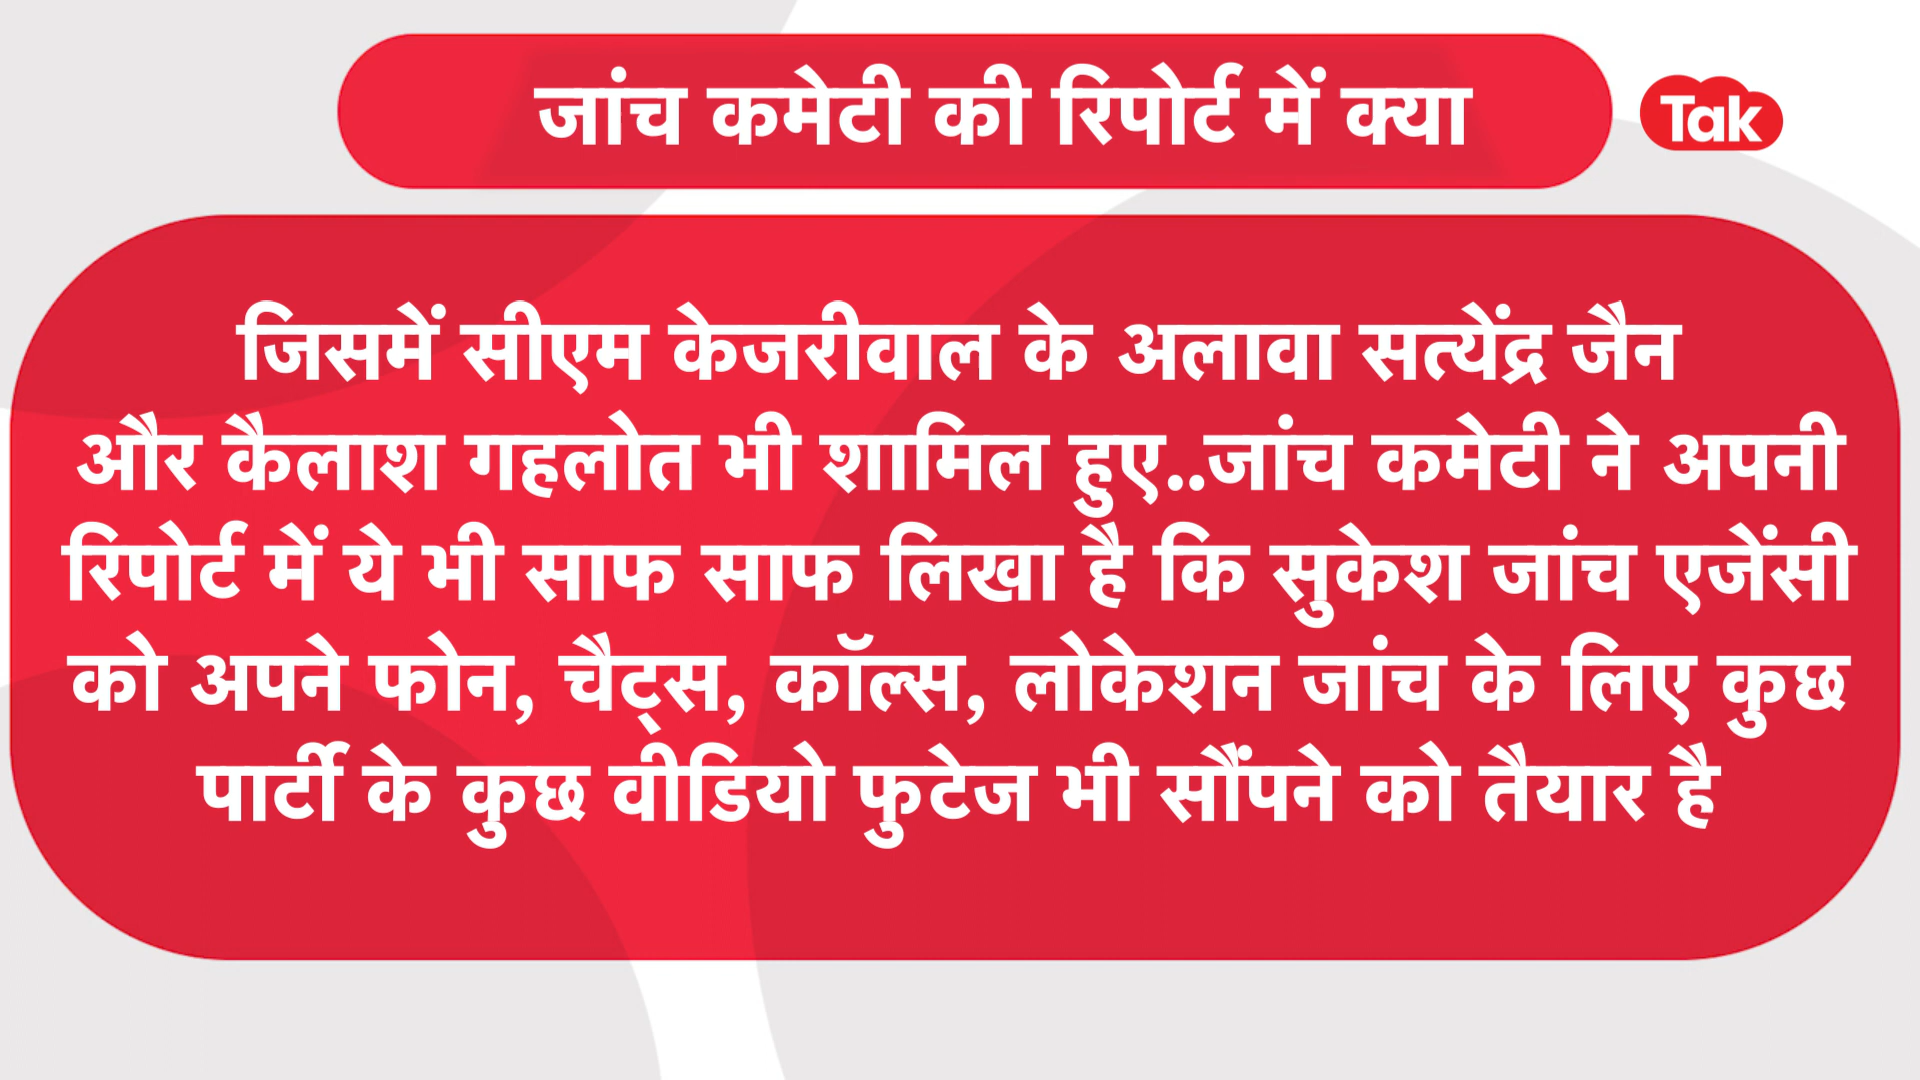 जांच कमेटी की रिपोर्ट में क्या
Tak
जिसमें सीएम केजरीवाल के अलावा सत्येंद्र जैन
और कैलाश गहलोत भी शामिल हुए..जांच कमेटी ने अपनी
रिपोर्ट में ये भी साफ साफ लिखा है कि सुकेश जांच एजेंसी
को अपने फोन, चैट्स, कॉल्स, लोकेशन जांच के लिए कुछ
पार्टी के कुछ वीडियो फुटेज भी सौंपने को तैयार है